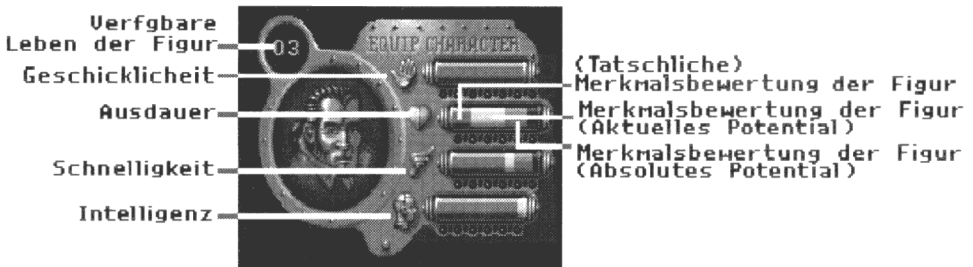 Verfgbare
Leben der Figur
03
EQUIP CHARACTER
Geschicklicheit
Ausdauer
Schnelligkeit
Intelligenz
(Tatschliche)
Merkmalsbewertung der Figur
Merkmalsbewertung der Figur
(Aktuelles Potential)
Merkmalsbewertung der Figur
(Absolutes Potential)